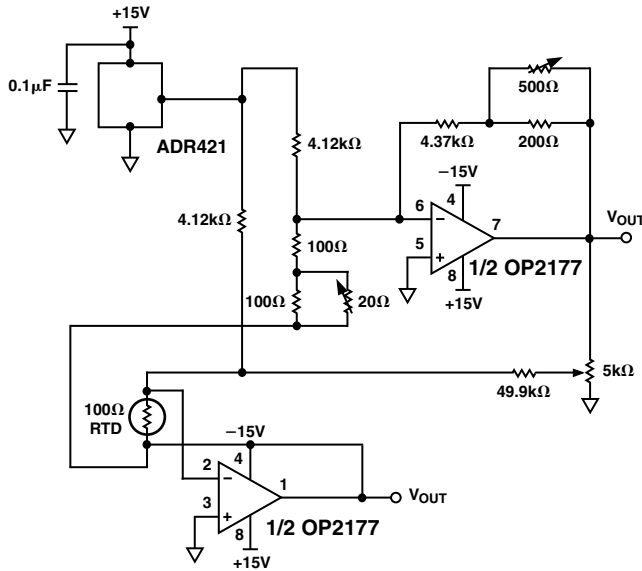 +15V
0.1µF
ADR421
500Ω
4.37kΩ
200Ω
4.12kΩ
−15V
4.12kΩ
6
4
7
VOUT
100Ω
5
1/2 OP2177
8
100Ω
20Ω
+15V
5kΩ
49.9kΩ
100Ω
RTD
−15V
2
4
1
VOUT
3
1/2 OP2177
8
+15V